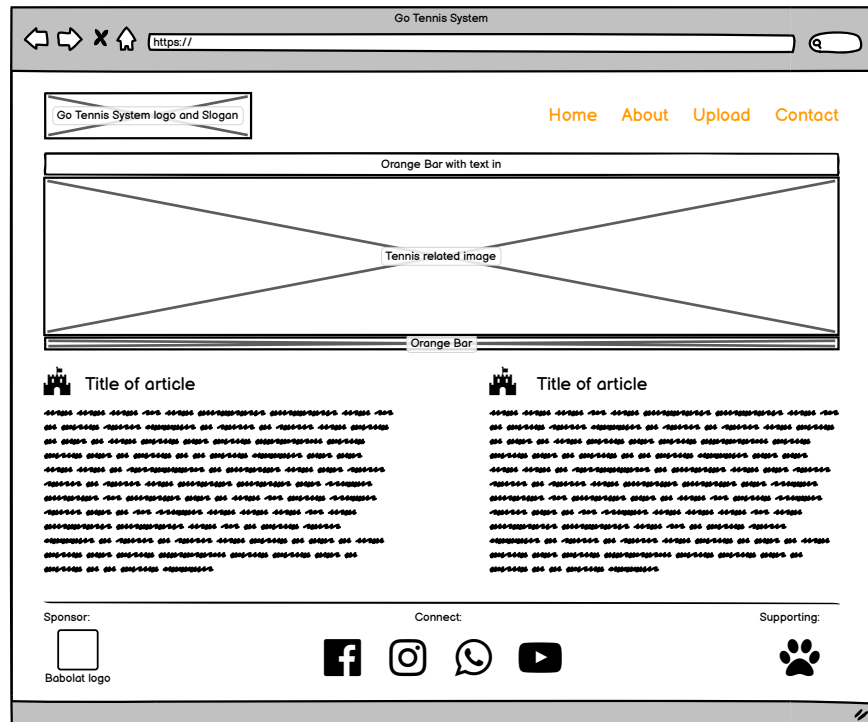 Go Tennis System
https://
Go Tennis System logo and Slogan
Home About Upload Contact
Orange Bar with text in
Tennis related image
Orange Bar
Title of article
Title of article
Sponsor:
Babolat logo
Connect:
Supporting: